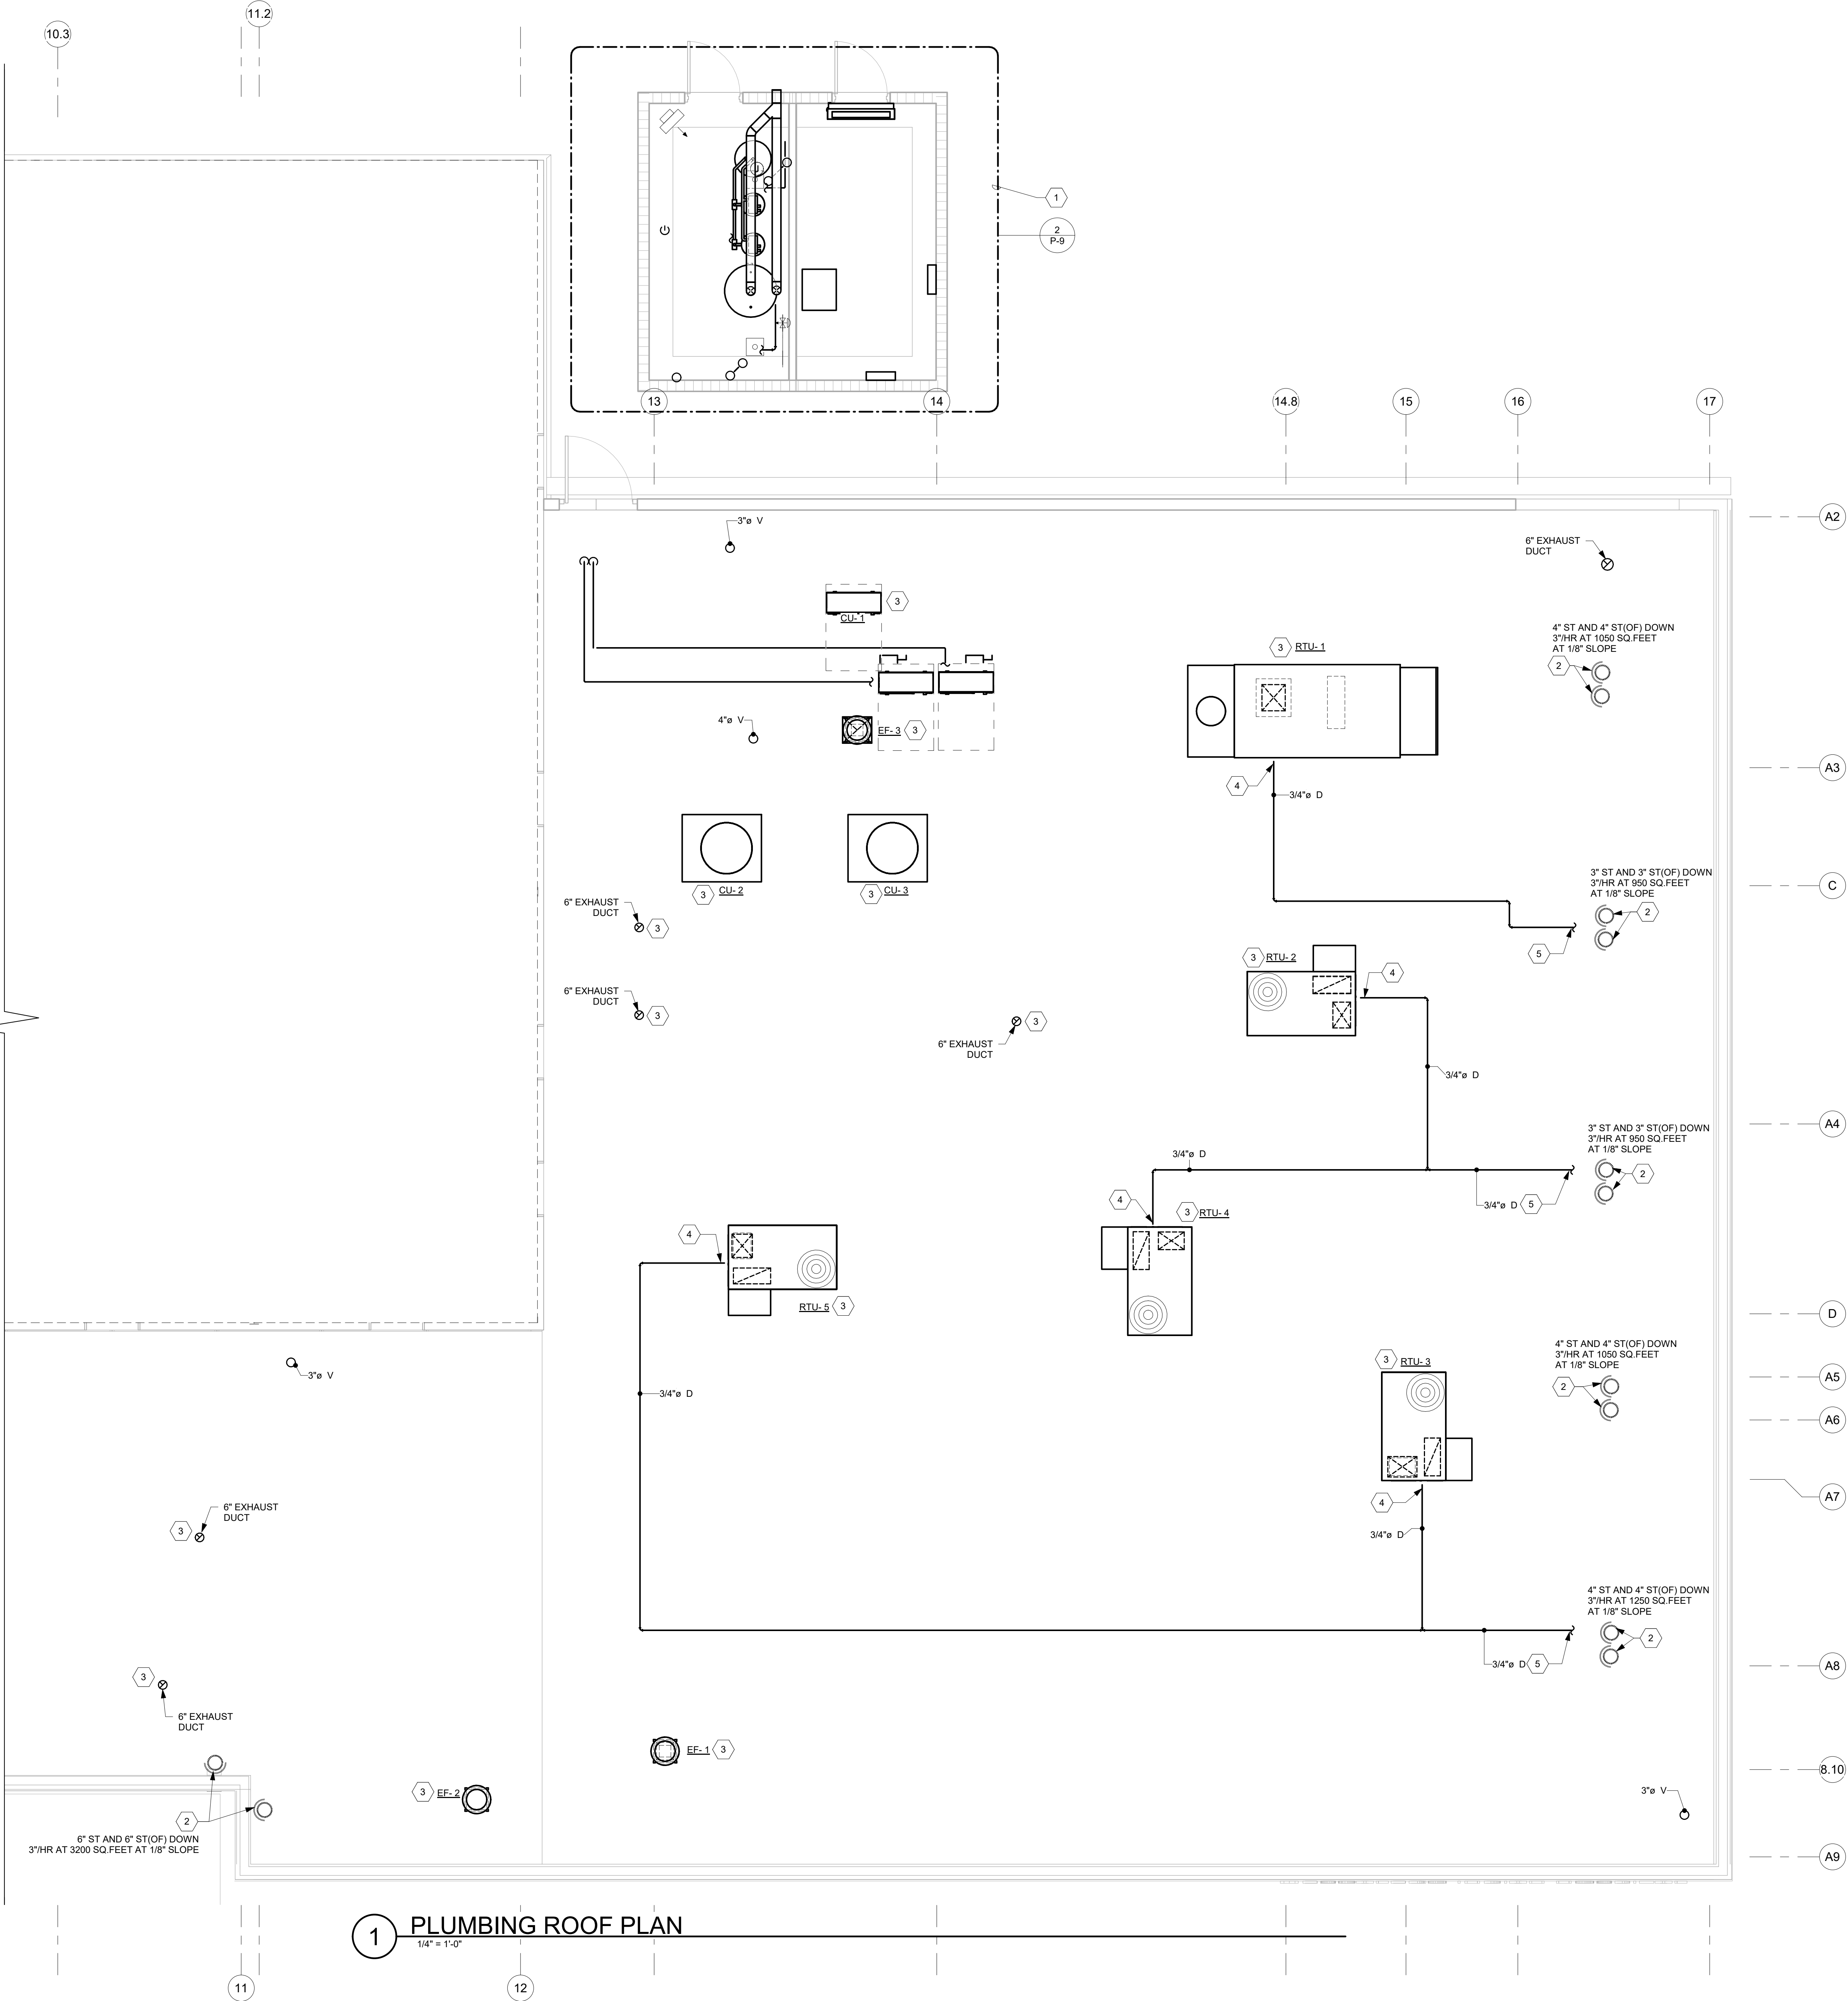 11.2
10.3
1
2
P-9
13
14
14.8
15
16
17
A2
3"ø V
6" EXHAUST
DUCT
3
CU- 1
4" ST AND 4" ST(OF) DOWN
3"/HR AT 1050 SQ.FEET
AT 1/8" SLOPE
2
3
RTU- 1
4"ø V
EF- 3
3
A3
4
3/4"ø D
3" ST AND 3" ST(OF) DOWN
3"/HR AT 950 SQ.FEET
AT 1/8" SLOPE
2
C
3
CU- 2
3
CU- 3
6" EXHAUST
DUCT
3
5
3
RTU- 2
4
6" EXHAUST
DUCT
3
3
6" EXHAUST
DUCT
3/4"ø D
3" ST AND 3" ST(OF) DOWN
3"/HR AT 950 SQ.FEET
AT 1/8" SLOPE
2
A4
3/4"ø D
4
3
RTU- 4
3/4"ø D
5
4
RTU- 5
3
D
4" ST AND 4" ST(OF) DOWN
3"/HR AT 1050 SQ.FEET
AT 1/8" SLOPE
2
3
RTU- 3
3"ø V
A5
3/4"ø D
A6
4
A7
6" EXHAUST
DUCT
3
3/4"ø D
4" ST AND 4" ST(OF) DOWN
3"/HR AT 1250 SQ.FEET
AT 1/8" SLOPE
2
3/4"ø D
5
A8
3
6" EXHAUST
DUCT
EF- 1
3
8.10
3
EF- 2
3"ø V
2
6" ST AND 6" ST(OF) DOWN
3"/HR AT 3200 SQ.FEET AT 1/8" SLOPE
A9
1
PLUMBING ROOF PLAN
1/4" = 1'-0"
11
12